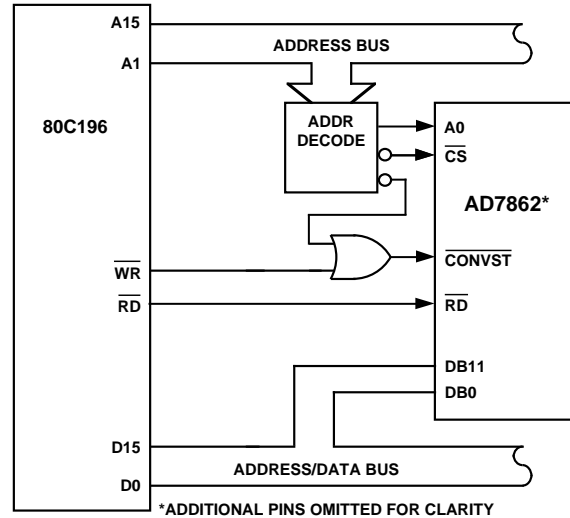 A15
ADDRESS BUS
A1
80C196
ADDR
DECODE
A0
CS
AD7862*
CONVST
WR
RD
RD
DB11
DB0
D15
ADDRESS/DATA BUS
D0
*ADDITIONAL PINS OMITTED FOR CLARITY